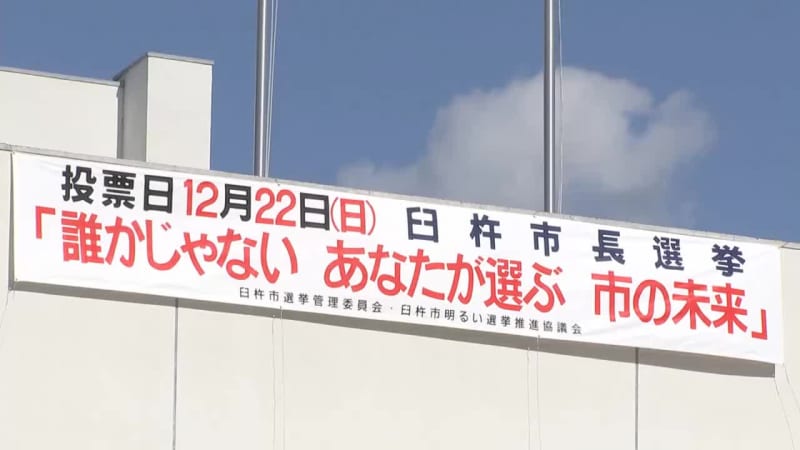 投票日12月22日(日) 臼杵市長選挙
「誰かじゃない あなたが選ぶ 市の未来」
臼杵市選挙管理委員会・臼杵市明るい選挙推進協議会